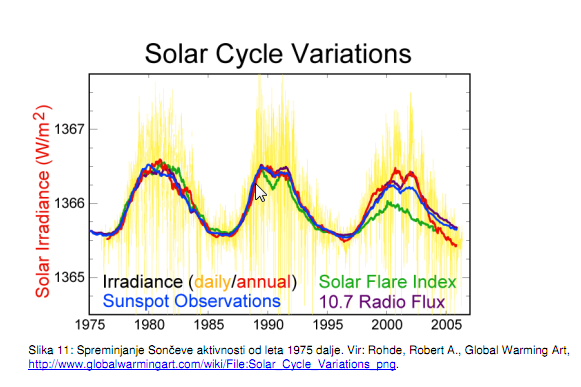 Solar Cycle Variations
Solar Irradiance (W/m2)
1367
1366
1365
Irradiance (daily/annual)
Solar Flare Index
Sunspot Observations
10.7 Radio Flux
1975 1980 1985 1990 1995 2000 2005
Slika 11: Spreminjanje Sončeve aktivnosti od leta 1975 dalje. Vir: Rohde, Robert A., Global Warming Art,
http://www.globalwarmingart.com/wiki/File:Solar_Cycle_Variations_png.